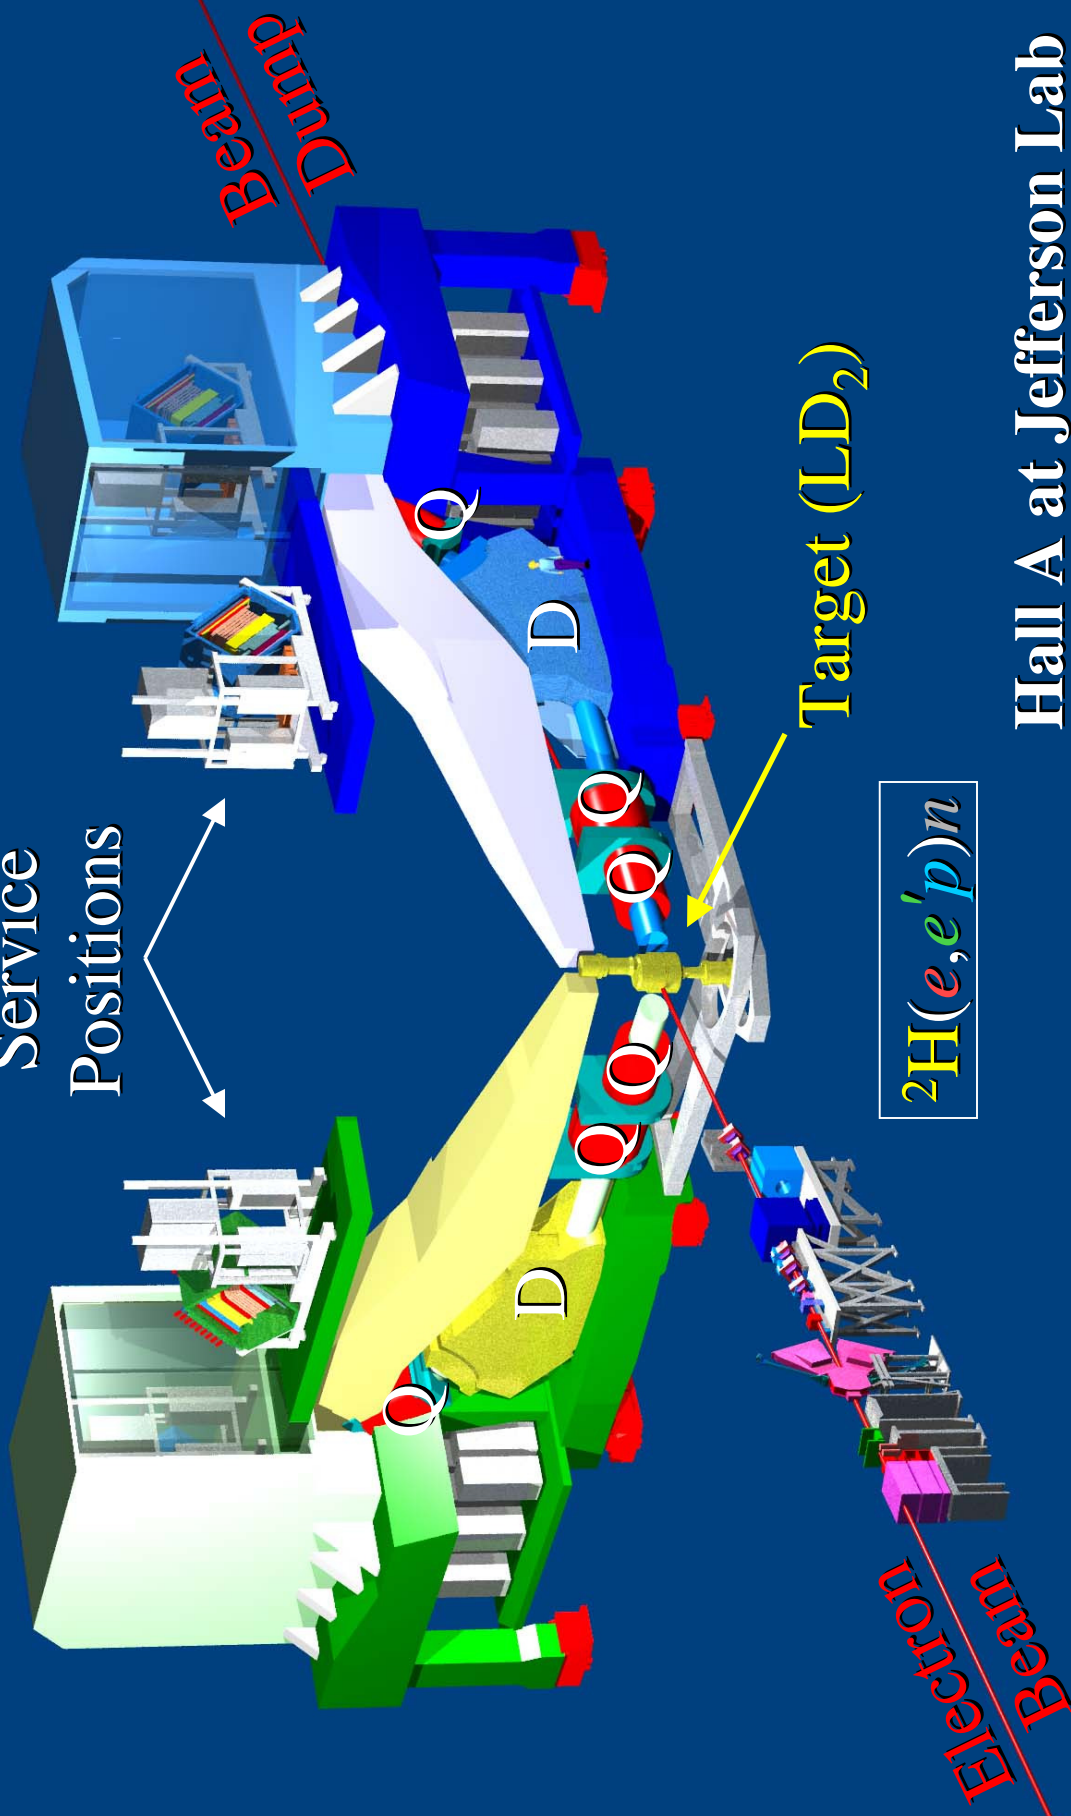 Service
Positions
Beam
Dump
Q
Q
D
D
Q
Q
Q
Q
Target (LD₂)
²H(e,e′p)n
Electron
Beam
Hall A at Jefferson Lab